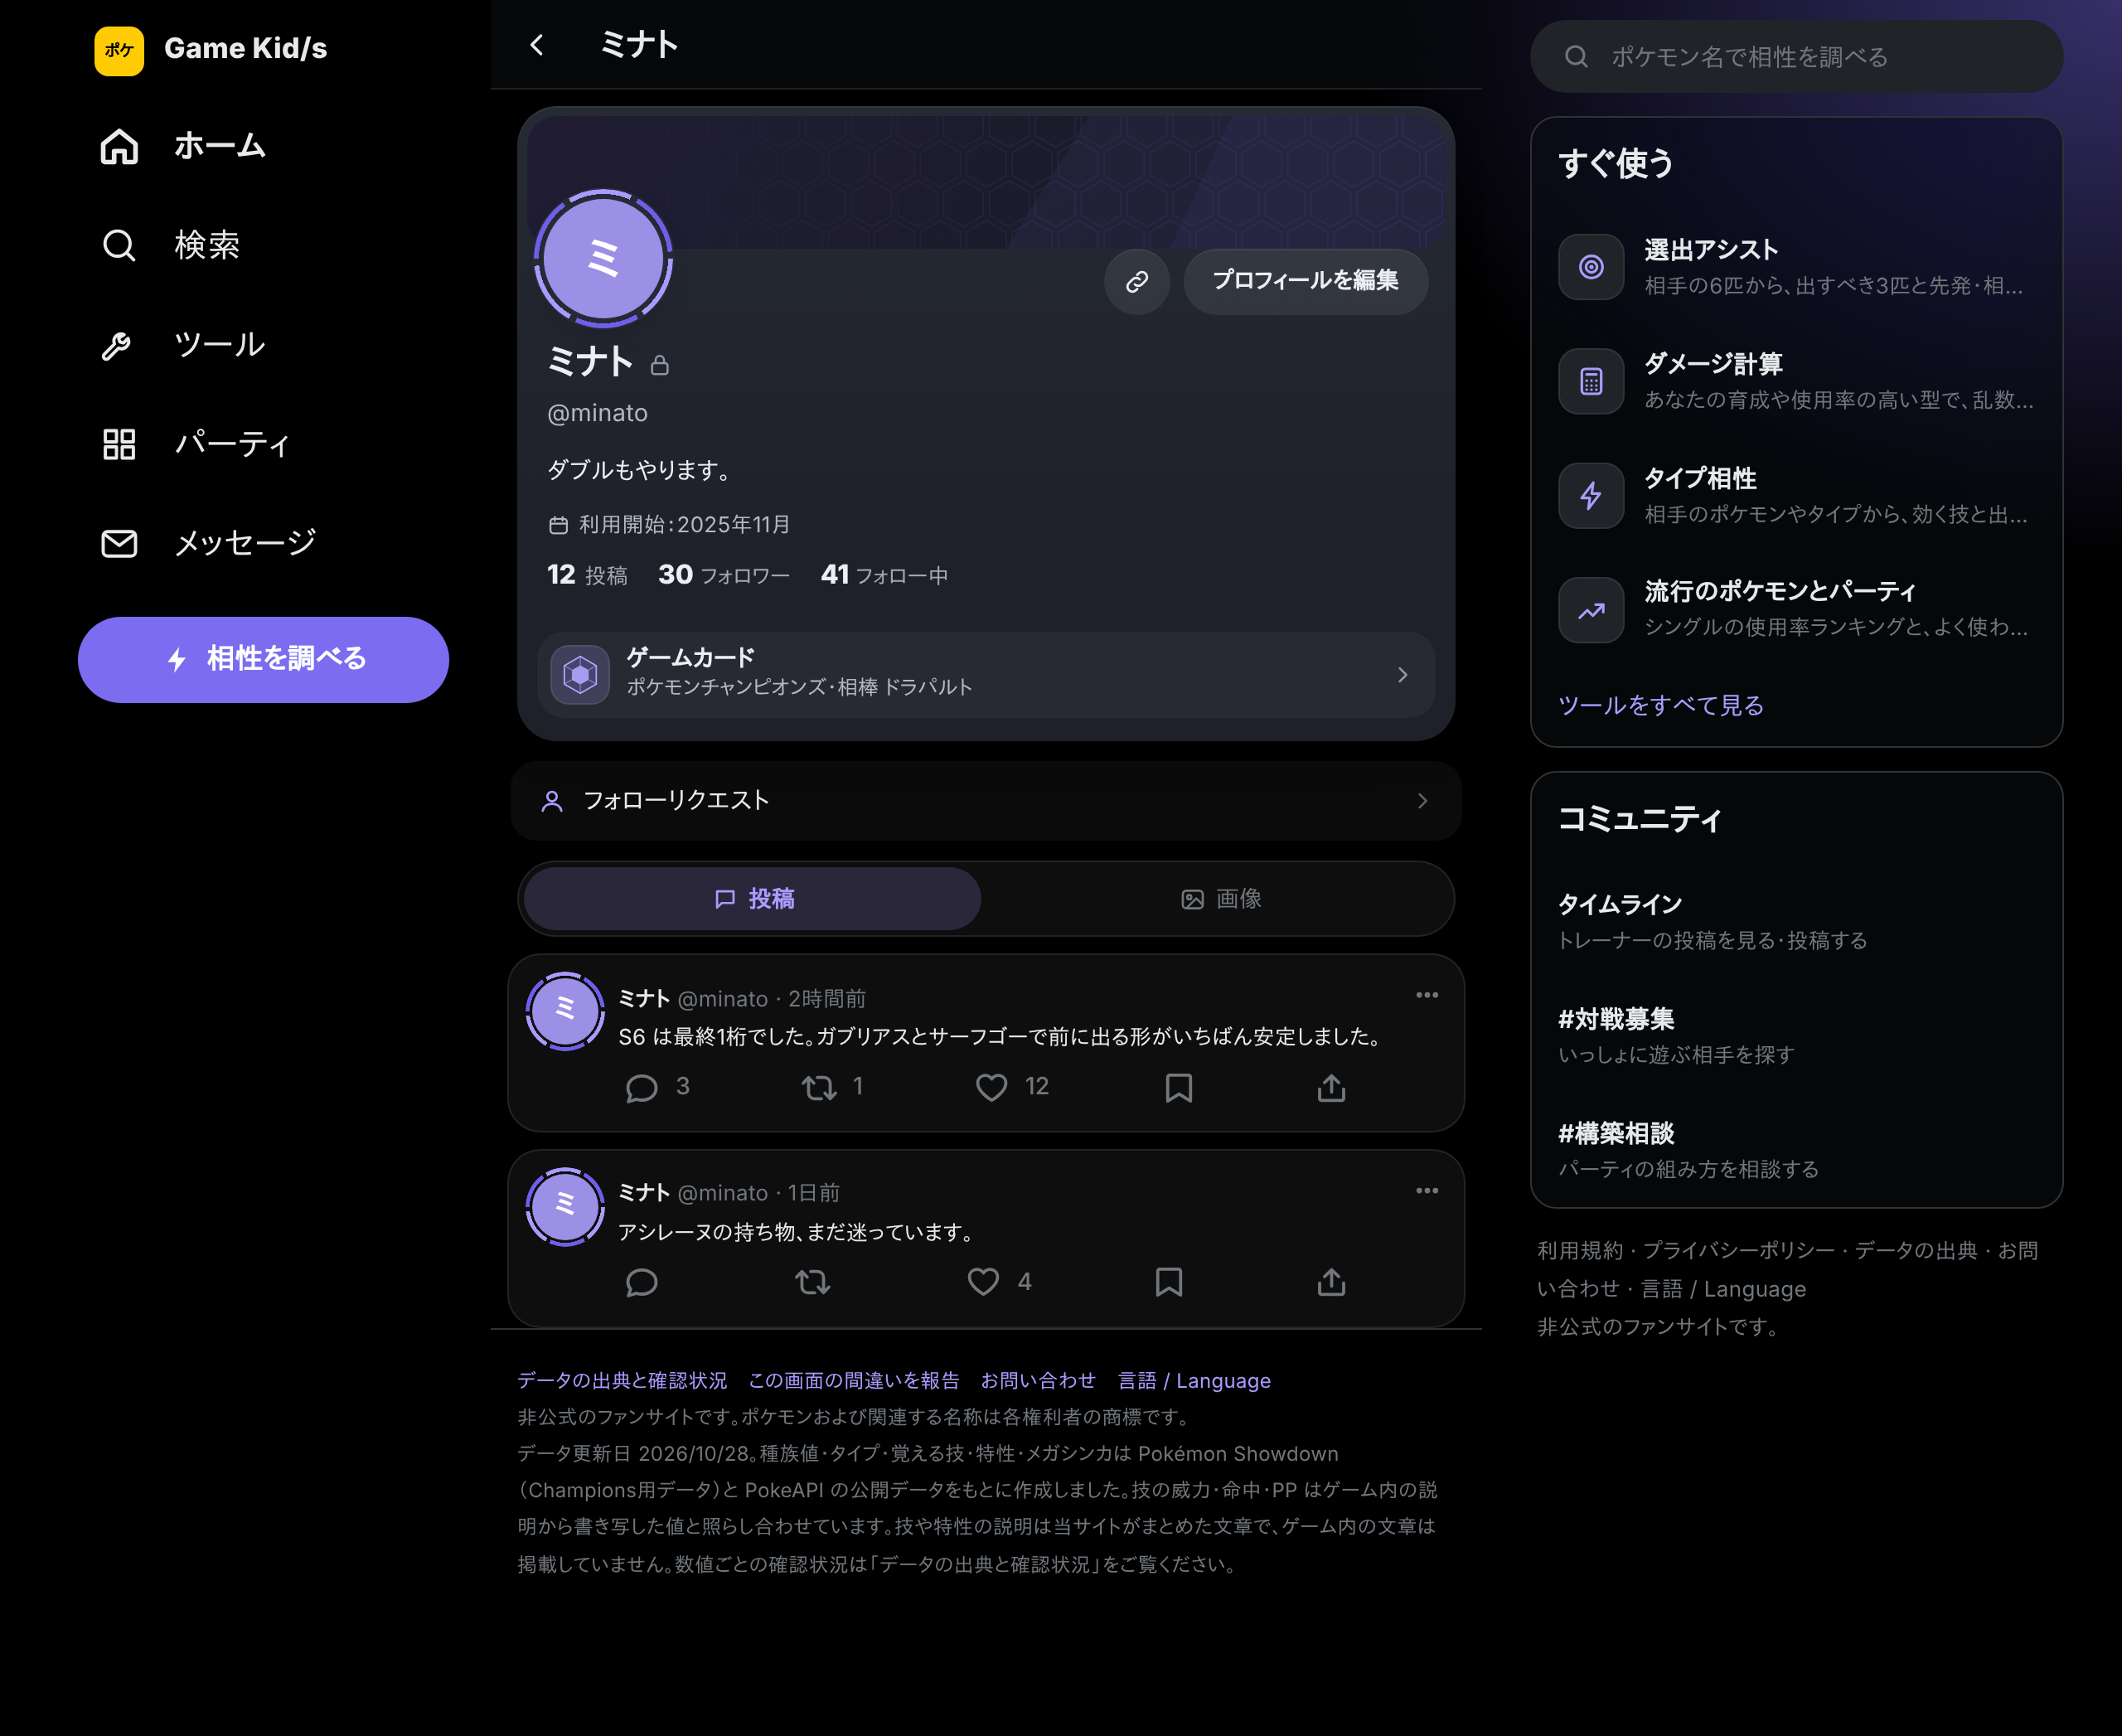 ポケ Game Kid/s
ホーム
検索
ツール
パーティ
メッセージ
相性を調べる
ミナト
ミ
プロフィールを編集
ミナト
@minato
ダブルもやります。
利用開始:2025年11月
12 投稿 30 フォロワー 41 フォロー中
ゲームカード
ポケモンチャンピオンズ·相棒 ドラパルト
フォローリクエスト
投稿 画像
ミ
ミナト @minato · 2時間前
S6 は最終1桁でした。ガブリアスとサーフゴーで前に出る形がいちばん安定しました。
3 1 12
ミ
ミナト @minato · 1日前
アシレーヌの持ち物、まだ迷っています。
4
データの出典と確認状況 この画面の間違いを報告 お問い合わせ 言語 / Language
非公式のファンサイトです。ポケモンおよび関連する名称は各権利者の商標です。
データ更新日 2026/10/28。種族値·タイプ·覚える技·特性·メガシンカは Pokémon Showdown
（Champions用データ）と PokeAPI の公開データをもとに作成しました。技の威力·命中·PP はゲーム内の説
明から書き写した値と照らし合わせています。技や特性の説明は当サイトがまとめた文章で、ゲーム内の文章は
掲載していません。数値ごとの確認状況は「データの出典と確認状況」をご覧ください。
ポケモン名で相性を調べる
すぐ使う
選出アシスト
相手の6匹から、出すべき3匹と先発·相...
ダメージ計算
あなたの育成や使用率の高い型で、乱数...
タイプ相性
相手のポケモンやタイプから、効く技と出...
流行のポケモンとパーティ
シングルの使用率ランキングと、よく使わ...
ツールをすべて見る
コミュニティ
タイムライン
トレーナーの投稿を見る·投稿する
#対戦募集
いっしょに遊ぶ相手を探す
#構築相談
パーティの組み方を相談する
利用規約 · プライバシーポリシー · データの出典 · お問
い合わせ · 言語 / Language
非公式のファンサイトです。